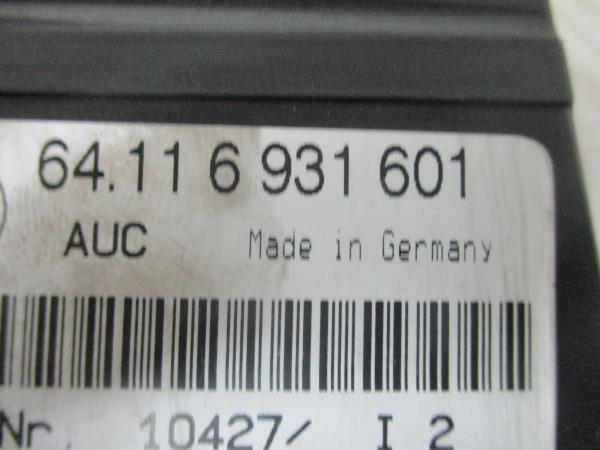 64.11 6 931 601
AUC Made in Germany
Nr. 10427/ I 2